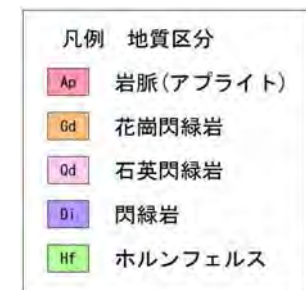 凡例 地質区分
Ap 岩脈(アプライト)
Gd 花崗閃緑岩
Qd 石英閃緑岩
Di 閃緑岩
Hf ホルンフェルス